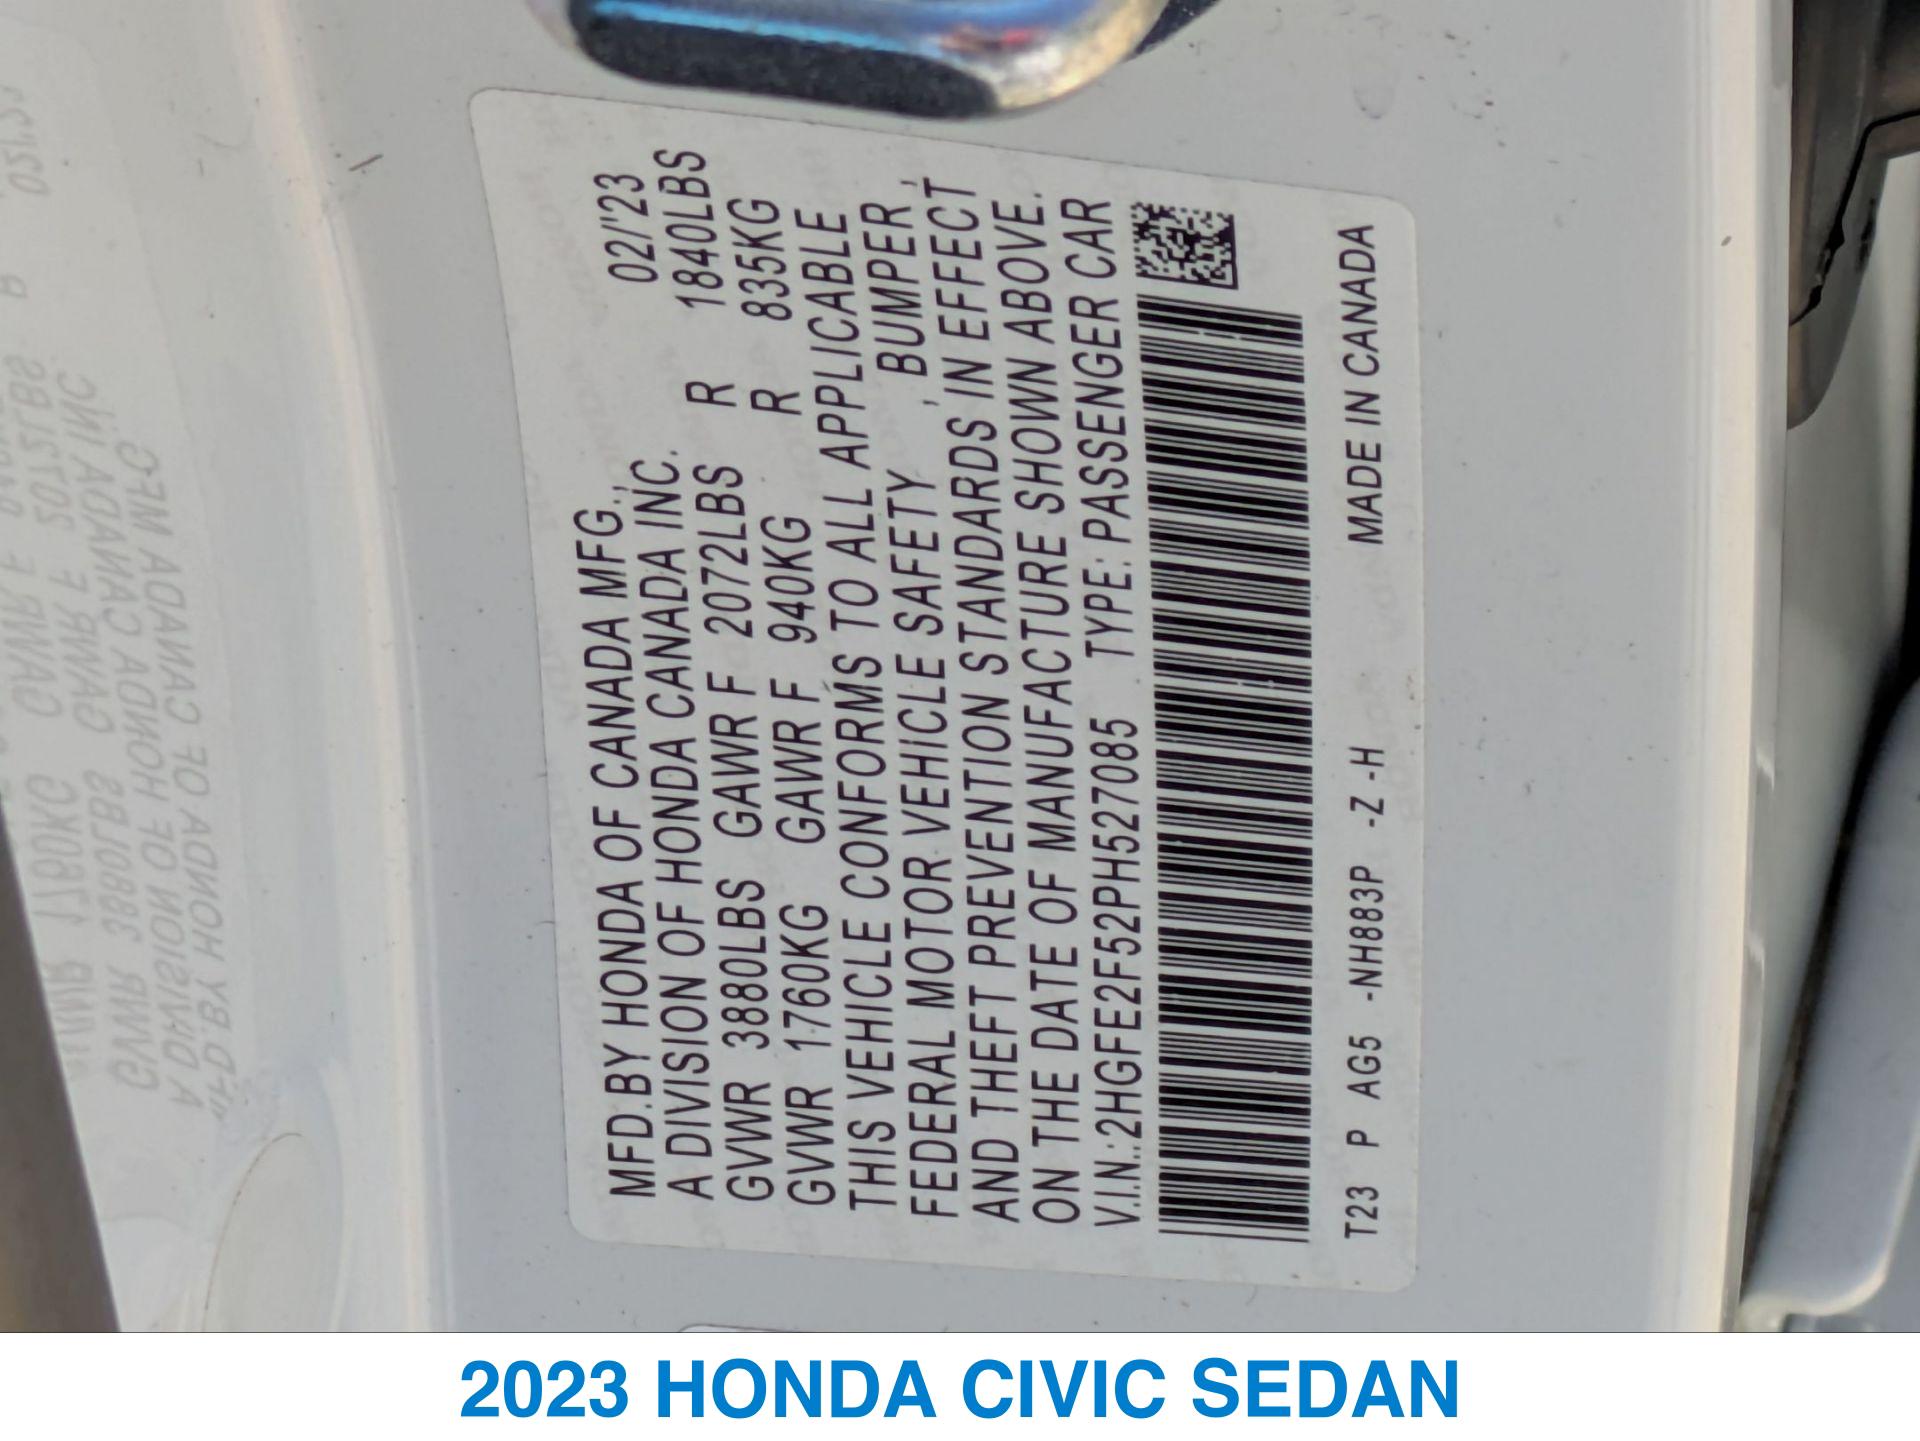 MFD.BY HONDA OF CANADA MFG., 02/'23
A DIVISION OF HONDA CANADA INC.
GVWR 3880LBS GAWR F 2072LBS R 1840LBS
GVWR 1760KG GAWR F 940KG R 835KG
THIS VEHICLE CONFORMS TO ALL APPLICABLE
FEDERAL MOTOR VEHICLE SAFETY , BUMPER ,
AND THEFT PREVENTION STANDARDS IN EFFECT
ON THE DATE OF MANUFACTURE SHOWN ABOVE.
V.I.N.:2HGFE2F52PH527085 TYPE: PASSENGER CAR
T23 P AG5 -NH883P -Z -H MADE IN CANADA
2023 HONDA CIVIC SEDAN